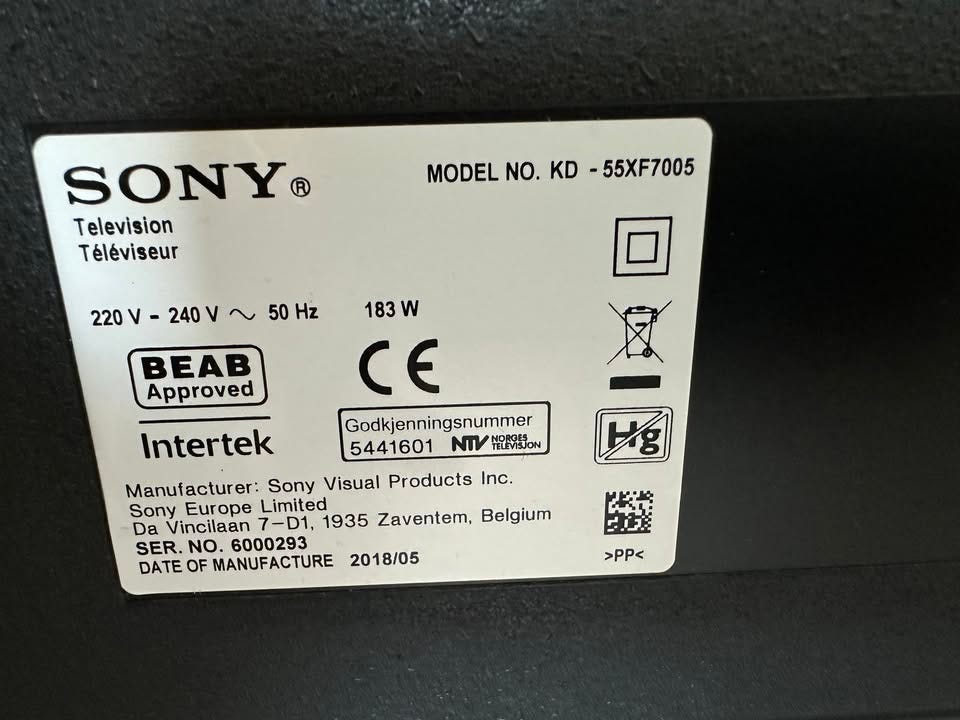 SONY®
MODEL NO. KD - 55XF7005
Television
Téléviseur
220 V - 240 V ~ 50 Hz 183 W
BEAB
Approved
CE
Intertek
Godkjenningsnummer
5441601 NTV NORGES TELEVISJON
Hg
Manufacturer: Sony Visual Products Inc.
Sony Europe Limited
Da Vincilaan 7-D1, 1935 Zaventem, Belgium
SER. NO. 6000293
DATE OF MANUFACTURE 2018/05
>PP<